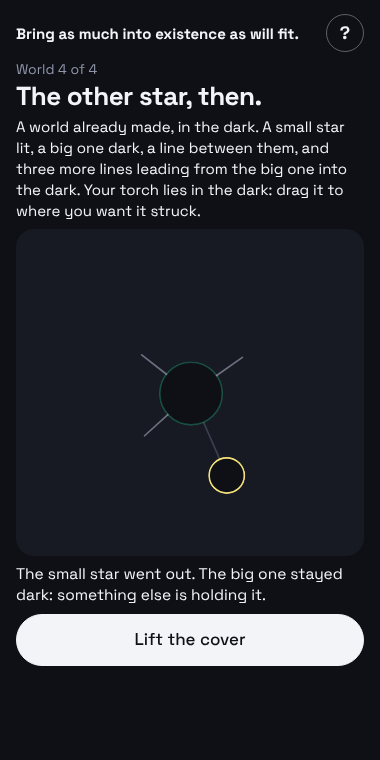 Bring as much into existence as will fit.
?
World 4 of 4
The other star, then.
A world already made, in the dark. A small star
lit, a big one dark, a line between them, and
three more lines leading from the big one into
the dark. Your torch lies in the dark: drag it to
where you want it struck.
The small star went out. The big one stayed
dark: something else is holding it.
Lift the cover